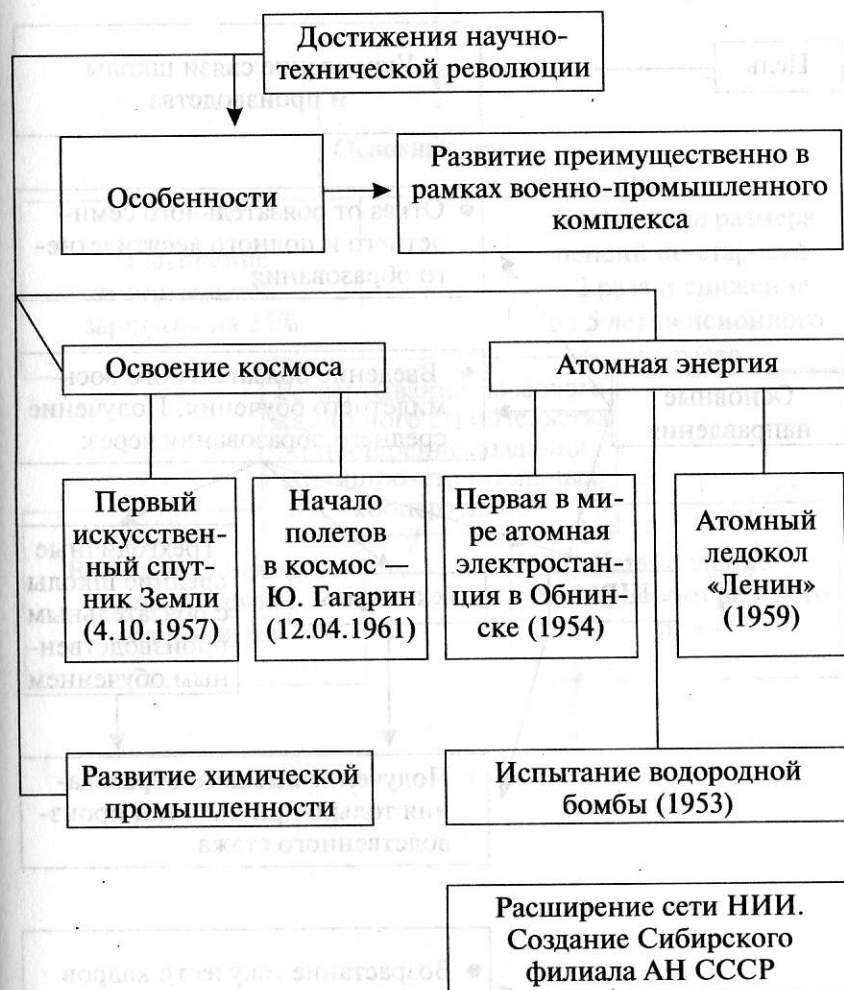 Достижения научно-
технической революции
Особенности
Развитие преимущественно в
рамках военно-промышленного
комплекса
Освоение космоса
Атомная энергия
Первый
искусствен-
ный спут-
ник Земли
(4.10.1957)
Начало
полетов
в космос —
Ю. Гагарин
(12.04.1961)
Первая в ми-
ре атомная
электростан-
ция в Обнин-
ске (1954)
Атомный
ледокол
«Ленин»
(1959)
Развитие химической
промышленности
Испытание водородной
бомбы (1953)
Расширение сети НИИ.
Создание Сибирского
филиала АН СССР